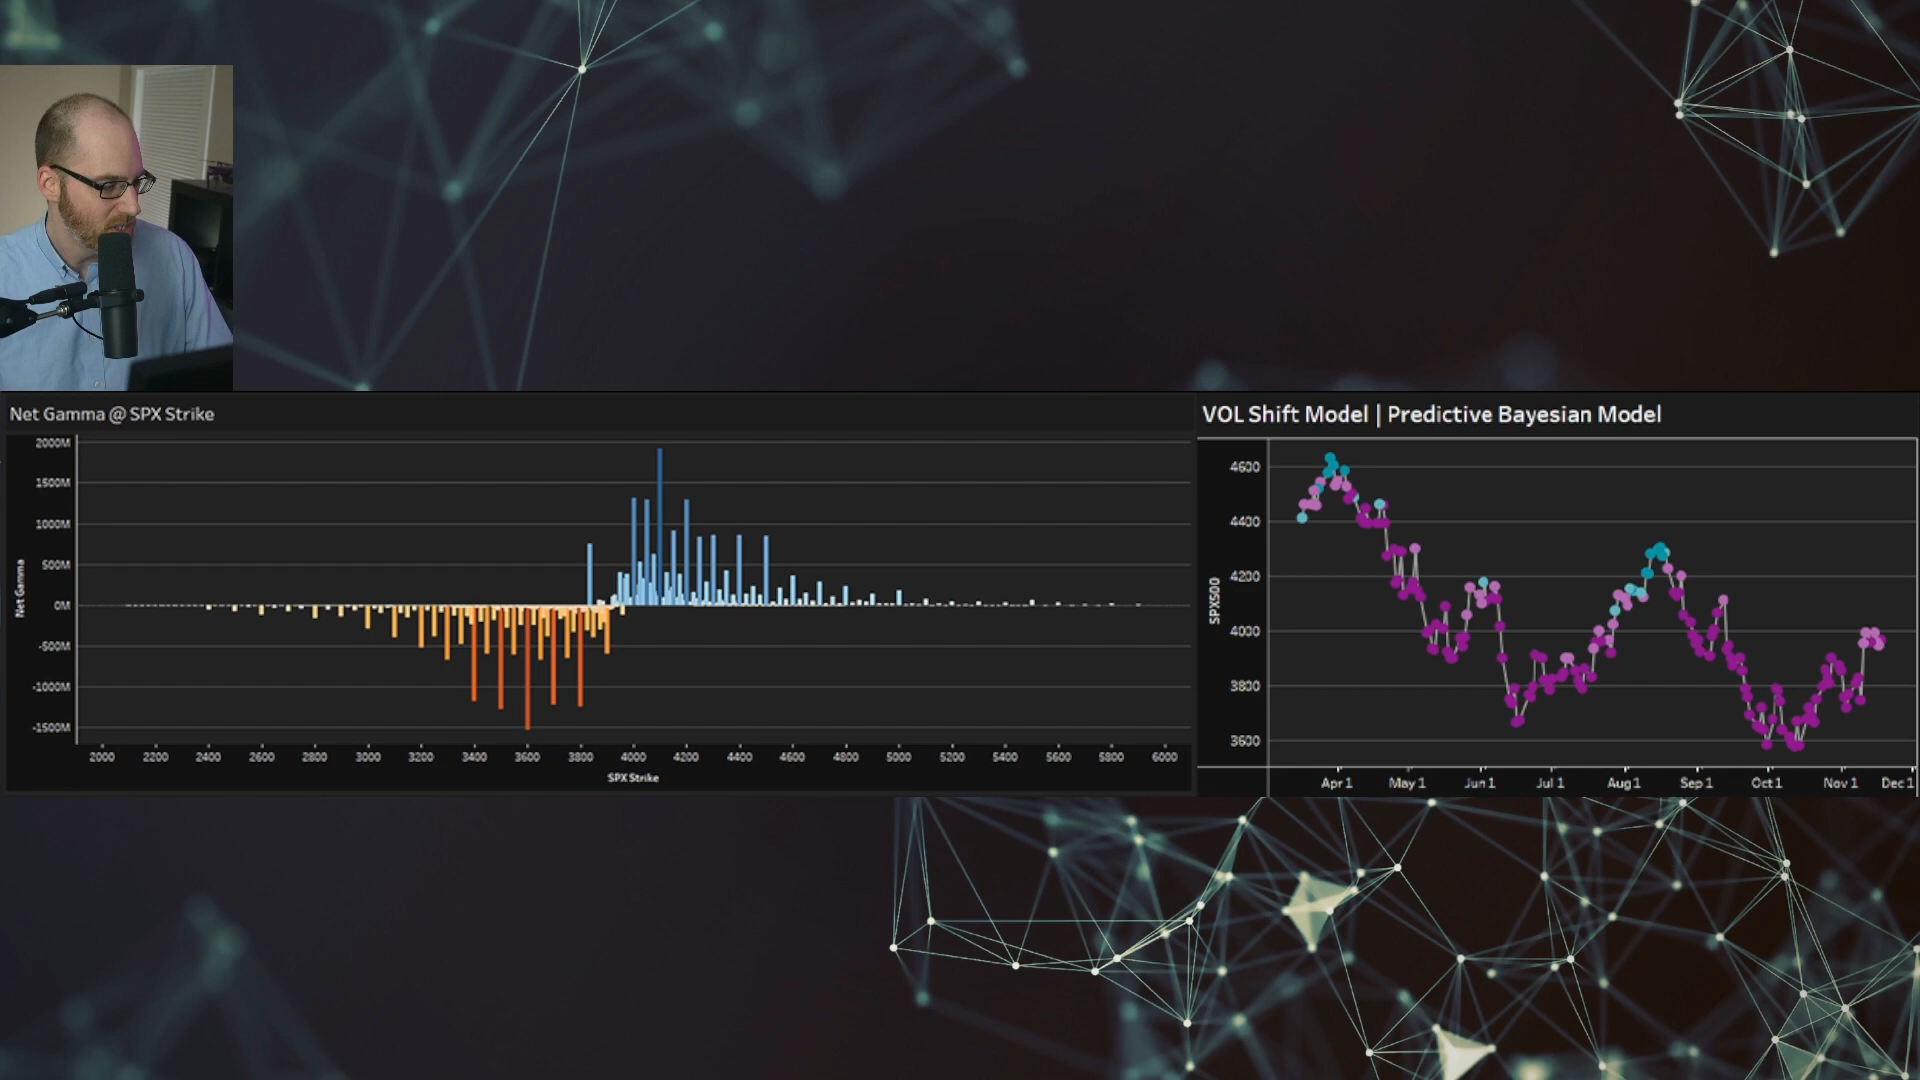 Net Gamma @ SPX Strike
2000M
1500M
1000M
500M
0M
-500M
-1000M
-1500M
Net Gamma
2000 2200 2400 2600 2800 3000 3200 3400 3600 3800 4000 4200 4400 4600 4800 5000 5200 5400 5600 5800 6000
SPX Strike
VOL Shift Model | Predictive Bayesian Model
4600
4400
4200
4000
3800
3600
SPX500
Apr 1 May 1 Jun 1 Jul 1 Aug 1 Sep 1 Oct 1 Nov 1 Dec 1